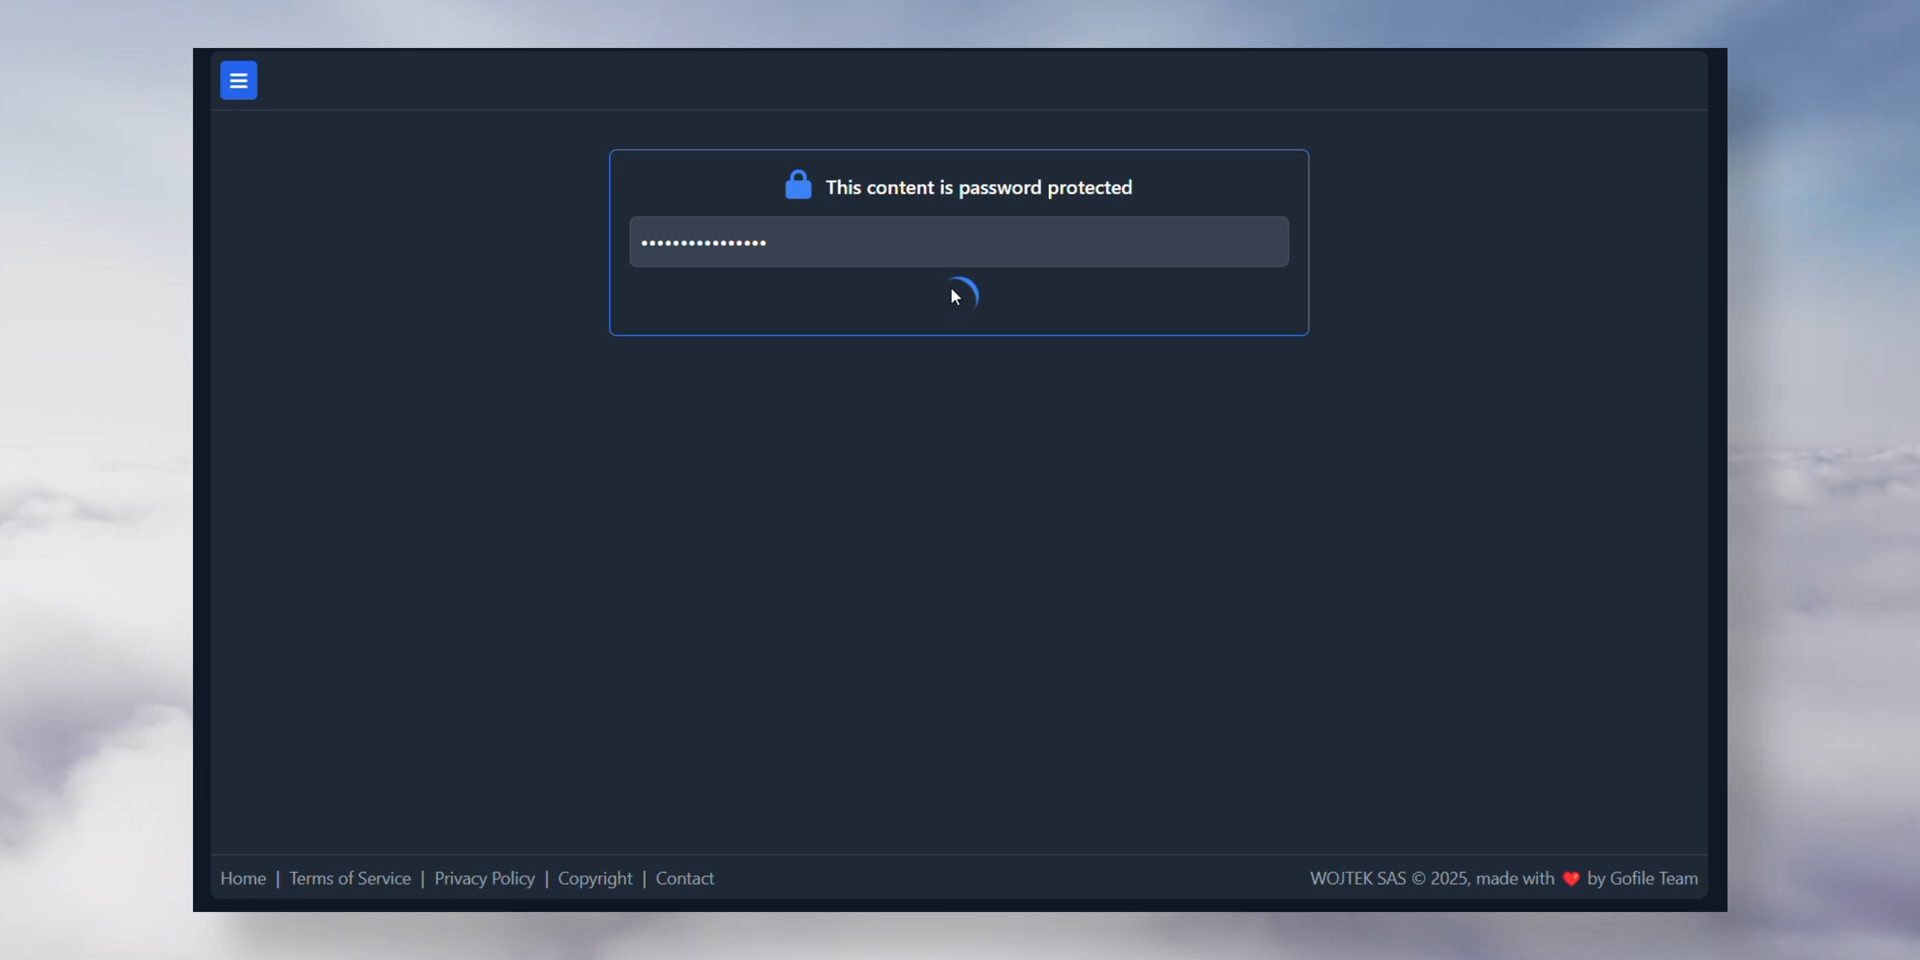 This content is password protected
••••••••••••••••
Home | Terms of Service | Privacy Policy | Copyright | Contact
WOJTEK SAS © 2025, made with ❤️ by Gofile Team